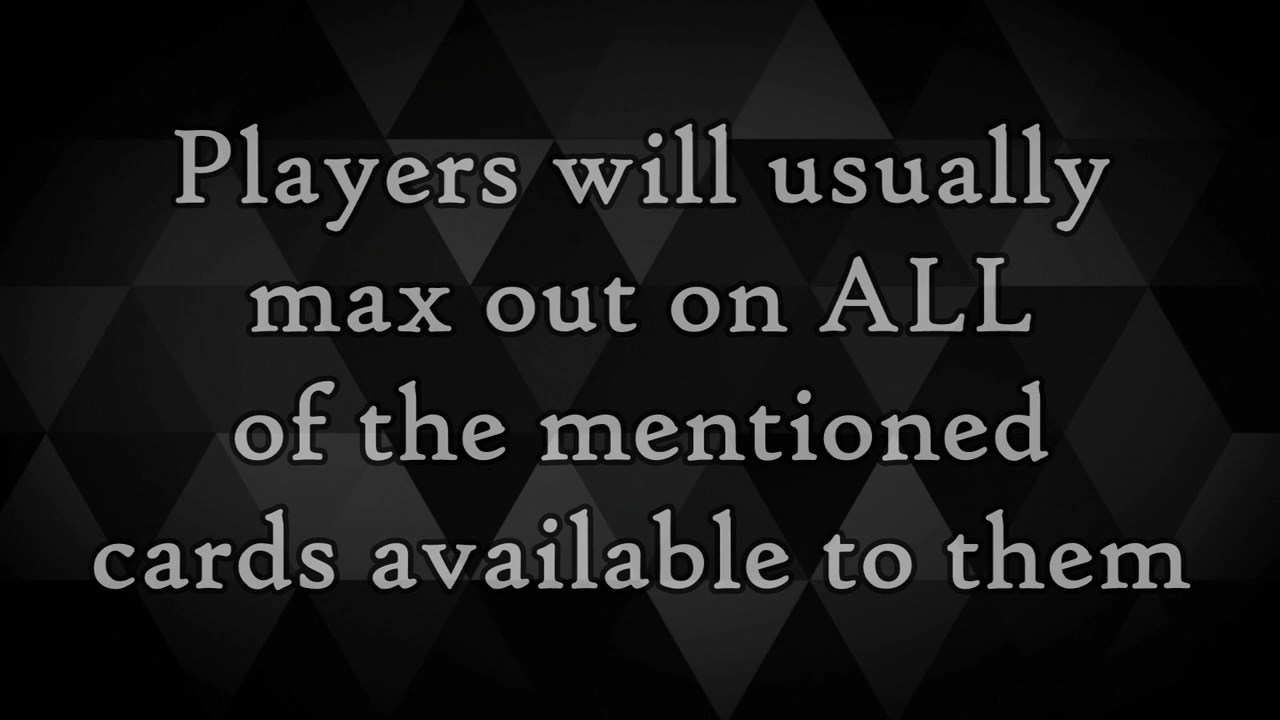 Players will usually
max out on ALL
of the mentioned
cards available to them